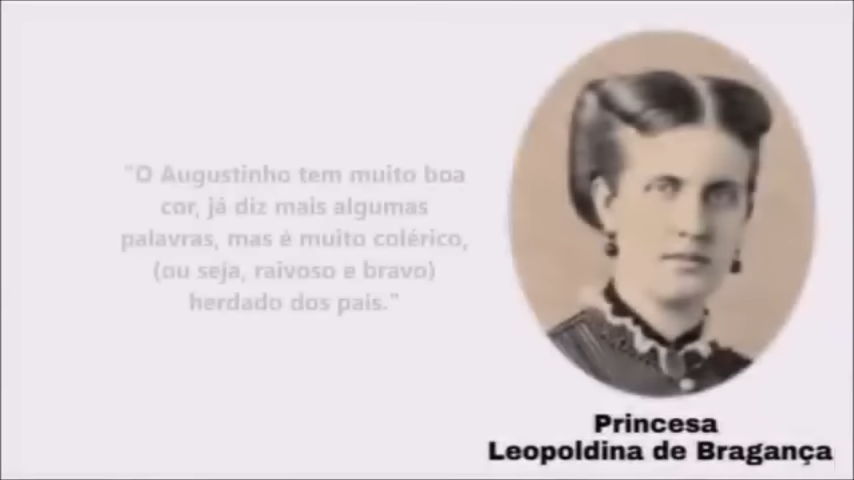 "O Augustinho tem muito boa
cor, já diz mais algumas
palavras, mas é muito colérico,
(ou seja, raivoso e bravo)
herdado dos pais."
Princesa
Leopoldina de Bragança